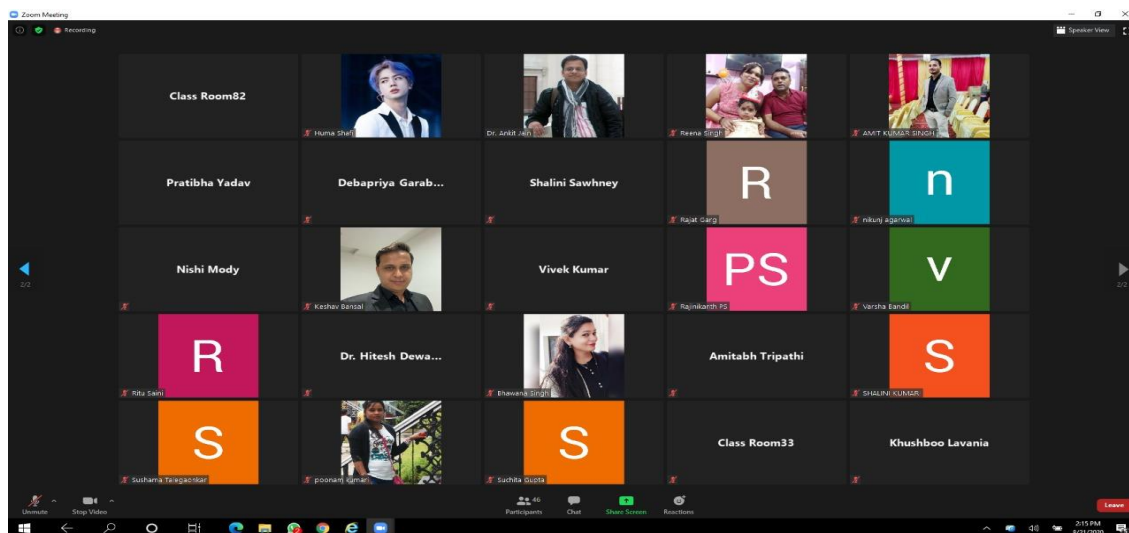 Zoom Meeting
Recording
Speaker View
Class Room82
Huma Shafi
Dr. Ankit Jain
Reena Singh
AMIT KUMAR SINGH
Pratibha Yadav
Debapriya Garab...
Shalini Sawhney
R
Rajat Garg
n
nikunj agarwal
Nishi Mody
Keshav Bansal
Vivek Kumar
PS
Rajinikanth PS
v
Varsha Bandil
2/2
2/2
R
Ritu Saini
Dr. Hitesh Dewa...
Bhawana Singh
Amitabh Tripathi
S
SHALINI KUMAR
S
Sushama Talegaonkar
poonam kumari
S
Suchita Gupta
Class Room33
Khushboo Lavania
Unmute
Stop Video
46
Participants
Chat
Share Screen
Reactions
Leave
2:15 PM
8/21/2020